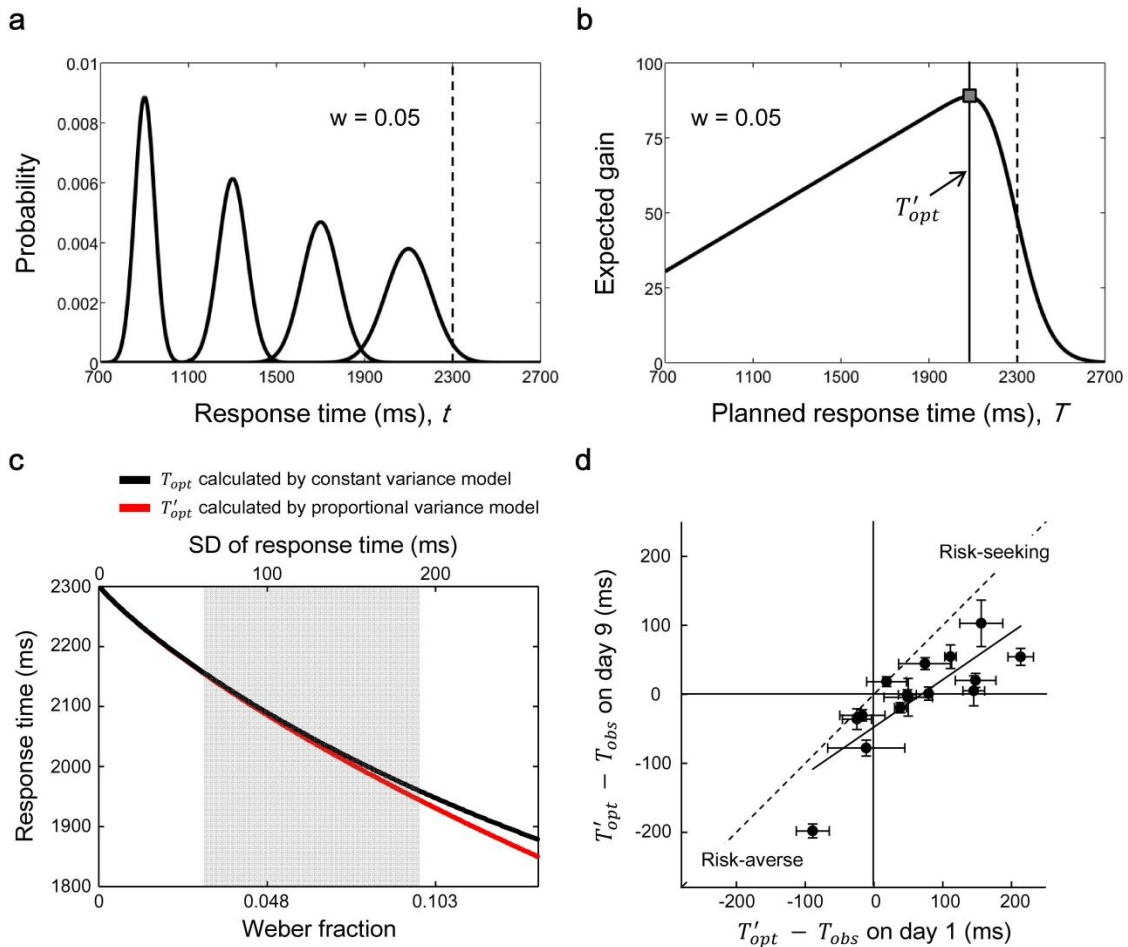 a
w = 0.05
Probability
0.01
0.008
0.006
0.004
0.002
0
700 1100 1500 1900 2300 2700
Response time (ms), t
b
w = 0.05
T'opt
Expected gain
100
75
50
25
0
700 1100 1500 1900 2300 2700
Planned response time (ms), T
c
Topt calculated by constant variance model
T'opt calculated by proportional variance model
SD of response time (ms)
0 100 200
Response time (ms)
2300
2200
2100
2000
1900
1800
0 0.048 0.103
Weber fraction
d
Risk-seeking
Risk-averse
T'opt − Tobs on day 9 (ms)
200
100
0
-100
-200
-200 -100 0 100 200
T'opt − Tobs on day 1 (ms)